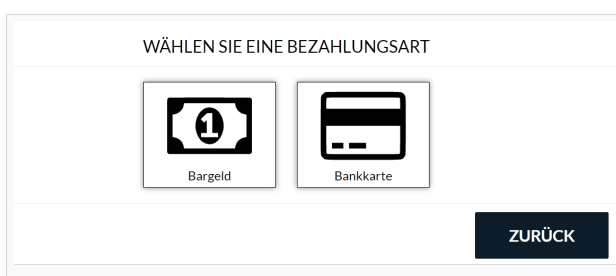 WÄHLEN SIE EINE BEZAHLUNGSART
1
Bargeld
Bankkarte
ZURÜCK